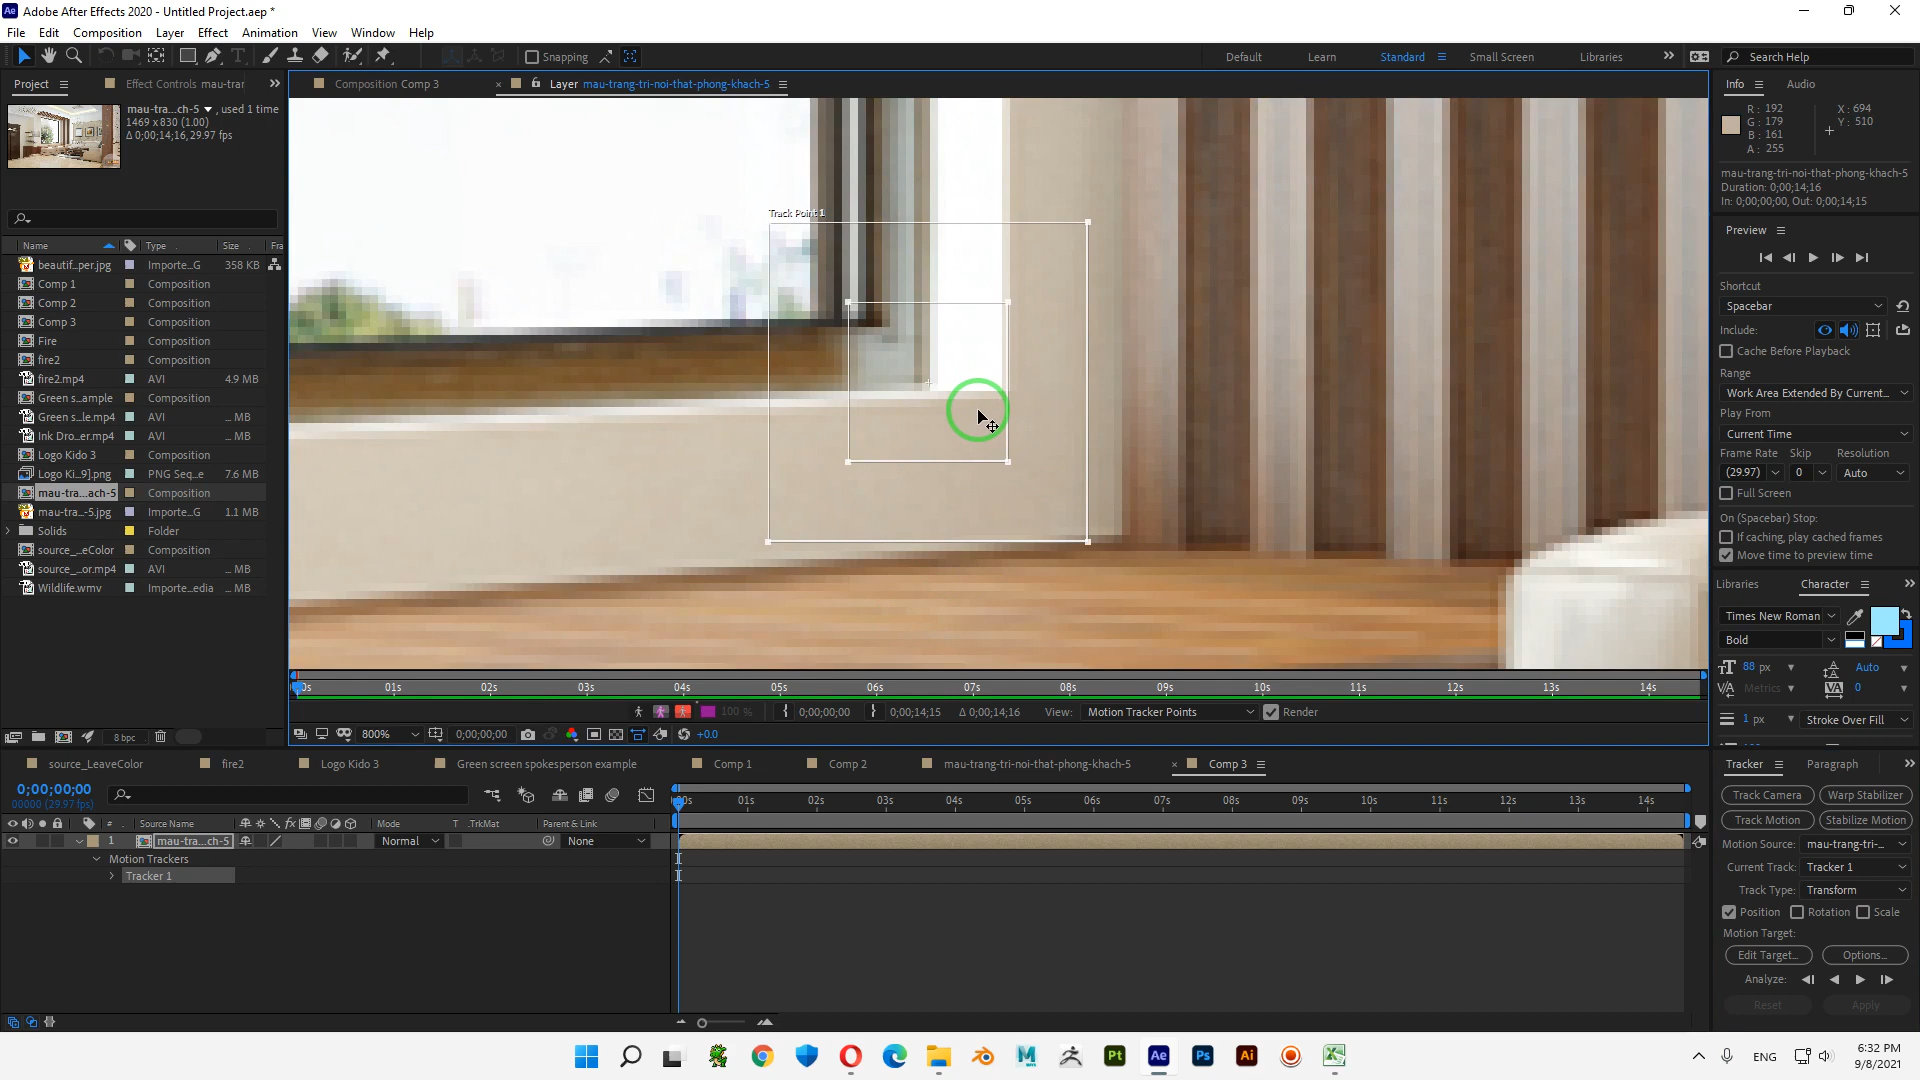 Adobe After Effects 2020 - Untitled Project.aep *
File Edit Composition Layer Effect Animation View Window Help
Snapping
Default Learn Standard Small Screen Libraries Search Help
Project Effect Controls mau-trar
Composition Comp 3
Layer mau-trang-tri-noi-that-phong-khach-5
Info Audio
mau-tra...ch-5 , used 1 time
1469 x 830 (1.00)
Δ 0;00;14;16, 29.97 fps
R: 192
G: 179
B: 161
A: 255
X: 694
Y: 510
mau-trang-tri-noi-that-phong-khach-5
Duration: 0;00;14;16
In: 0;00;00;00, Out: 0;00;14;15
Name Type Size Fra
beautif...per.jpg Importe...G 358 KB
Comp 1 Composition
Comp 2 Composition
Comp 3 Composition
Fire Composition
fire2 Composition
fire2.mp4 AVI 4.9 MB
Green s...ample Composition
Green s...le.mp4 AVI ... MB
Ink Dro...er.mp4 AVI ... MB
Logo Kido 3 Composition
Logo Ki...9].png PNG Seq...e 7.6 MB
mau-tra...ach-5 Composition
mau-tra...-5.jpg Importe...G 1.1 MB
Solids Folder
source_...eColor Composition
source_...or.mp4 AVI ... MB
Wildlife.wmv Importe...edia ... MB
8 bpc
Track Point 1
Preview
Shortcut
Spacebar
Include:
Cache Before Playback
Range
Work Area Extended By Current...
Play From
Current Time
Frame Rate Skip Resolution
(29.97) 0 Auto
Full Screen
On (Spacebar) Stop:
If caching, play cached frames
Move time to preview time
Libraries Character
Times New Roman
Bold
88 px Auto
Metrics 0
1 px Stroke Over Fill
01s 02s 03s 04s 05s 06s 07s 08s 09s 10s 11s 12s 13s 14s
100 % 0;00;00;00 0;00;14;15 Δ 0;00;14;16 View: Motion Tracker Points Render
800% 0;00;00;00 +0.0
source_LeaveColor fire2 Logo Kido 3 Green screen spokesperson example Comp 1 Comp 2 mau-trang-tri-noi-that-phong-khach-5 Comp 3
0;00;00;00
00000 (29.97 fps)
01s 02s 03s 04s 05s 06s 07s 08s 09s 10s 11s 12s 13s 14s
# Source Name Mode T .TrkMat Parent & Link
1 mau-tra...ch-5 Normal None
Motion Trackers
Tracker 1
Tracker Paragraph
Track Camera Warp Stabilizer
Track Motion Stabilize Motion
Motion Source: mau-trang-tri-...
Current Track: Tracker 1
Track Type: Transform
Position Rotation Scale
Motion Target:
Edit Target... Options...
Analyze:
Reset Apply
ENG
6:32 PM
9/8/2021